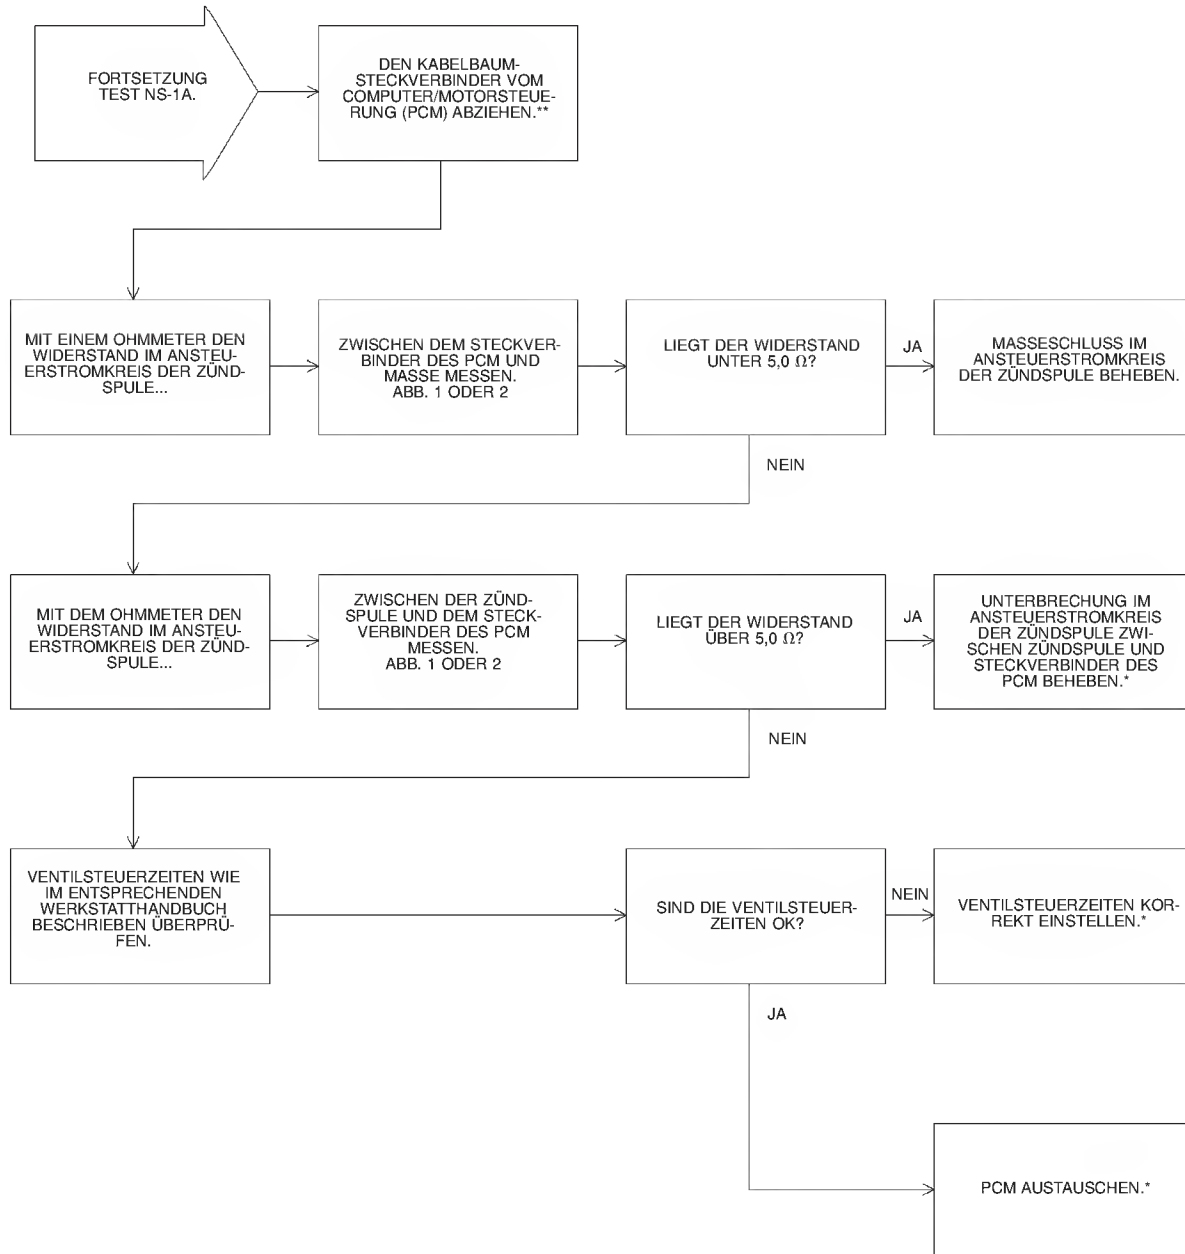 FORTSETZUNG
TEST NS-1A.
DEN KABELBAUM-
STECKVERBINDER VOM
COMPUTER/MOTORSTEUE-
RUNG (PCM) ABZIEHEN.**
MIT EINEM OHMMETER DEN
WIDERSTAND IM ANSTEU-
ERSTROMKREIS DER ZÜND-
SPULE...
ZWISCHEN DEM STECKVER-
BINDER DES PCM UND
MASSE MESSEN.
ABB. 1 ODER 2
LIEGT DER WIDERSTAND
UNTER 5,0 Ω?
JA
MASSESCHLUSS IM
ANSTEUERSTROMKREIS
DER ZÜNDSPULE BEHEBEN.
NEIN
MIT DEM OHMMETER DEN
WIDERSTAND IM ANSTEU-
ERSTROMKREIS DER ZÜND-
SPULE...
ZWISCHEN DER ZÜND-
SPULE UND DEM STECK-
VERBINDER DES PCM
MESSEN.
ABB. 1 ODER 2
LIEGT DER WIDERSTAND
ÜBER 5,0 Ω?
JA
UNTERBRECHUNG IM
ANSTEUERSTROMKREIS
DER ZÜNDSPULE ZWI-
SCHEN ZÜNDSPULE UND
STECKVERBINDER DES
PCM BEHEBEN.*
NEIN
VENTILSTEUERZEITEN WIE
IM ENTSPRECHENDEN
WERKSTATTHANDBUCH
BESCHRIEBEN ÜBERPRÜ-
FEN.
SIND DIE VENTILSTEUER-
ZEITEN OK?
NEIN
VENTILSTEUERZEITEN KOR-
REKT EINSTELLEN.*
JA
PCM AUSTAUSCHEN.*